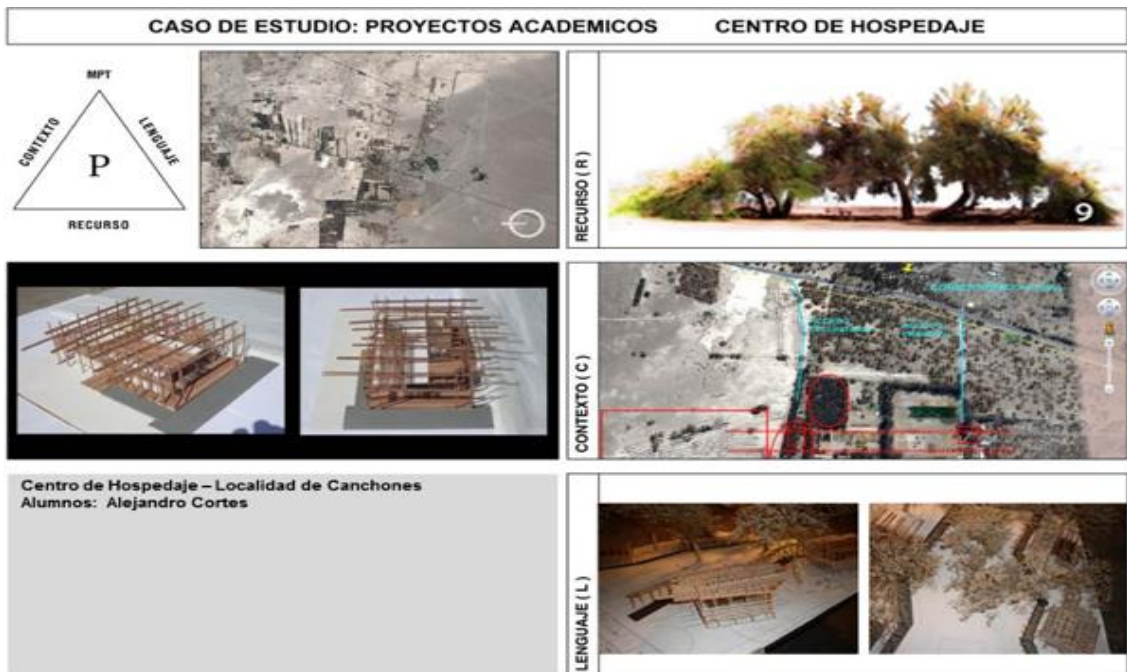 CASO DE ESTUDIO: PROYECTOS ACADEMICOS CENTRO DE HOSPEDAJE
MPT
CONTEXTO
LENGUAJE
P
RECURSO
RECURSO ( R )
9
CONTEXTO ( C )
Centro de Hospedaje – Localidad de Canchones
Alumnos: Alejandro Cortes
LENGUAJE ( L )